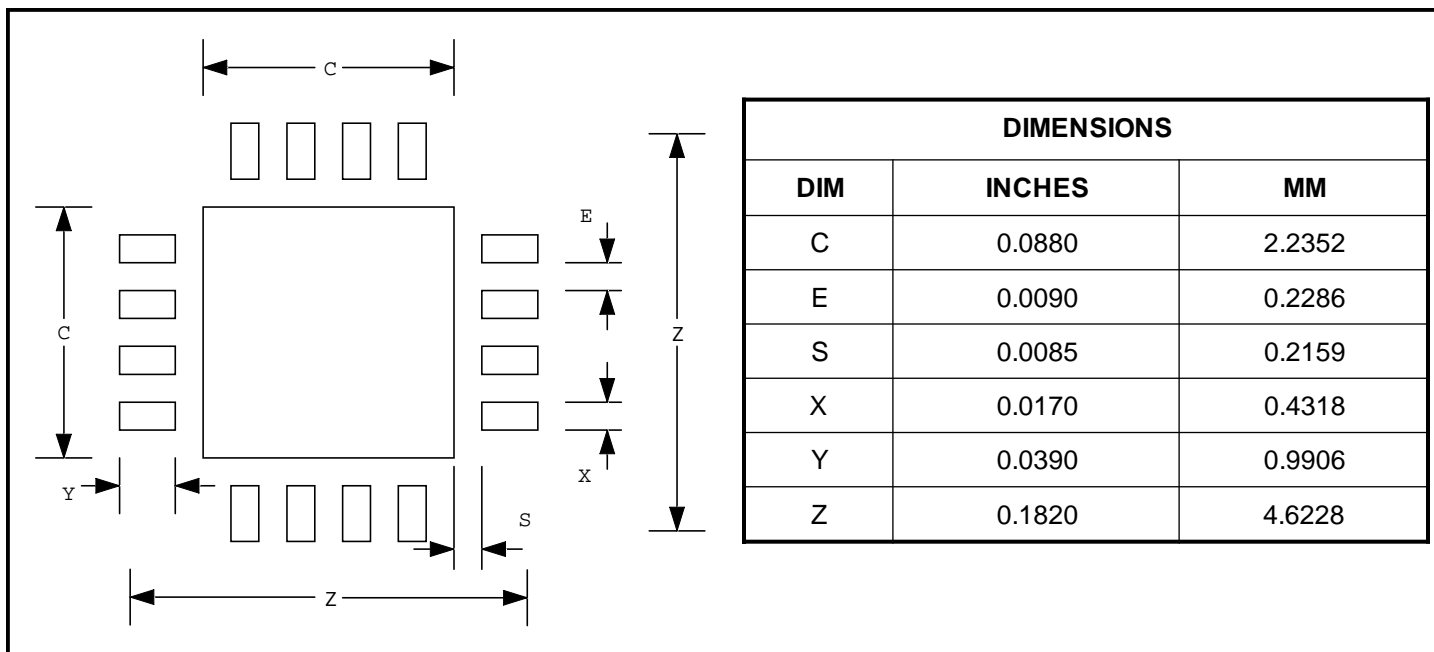 C
E
C
Z
Y
X
S
Z
DIMENSIONS
DIM INCHES MM
C 0.0880 2.2352
E 0.0090 0.2286
S 0.0085 0.2159
X 0.0170 0.4318
Y 0.0390 0.9906
Z 0.1820 4.6228